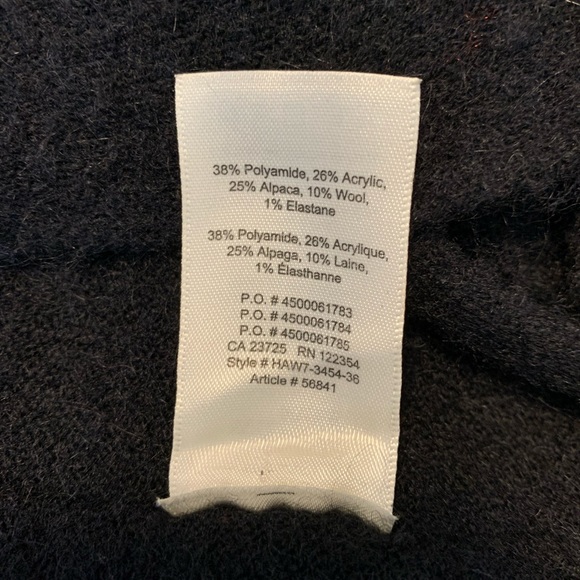 38% Polyamide, 26% Acrylic,
25% Alpaca, 10% Wool,
1% Elastane
38% Polyamide, 26% Acrylique,
25% Alpaga, 10% Laine,
1% Élasthanne
P.O. # 4500061783
P.O. # 4500061784
P.O. # 4500061785
CA 23725 RN 122354
Style # HAW7-3454-36
Article # 56841